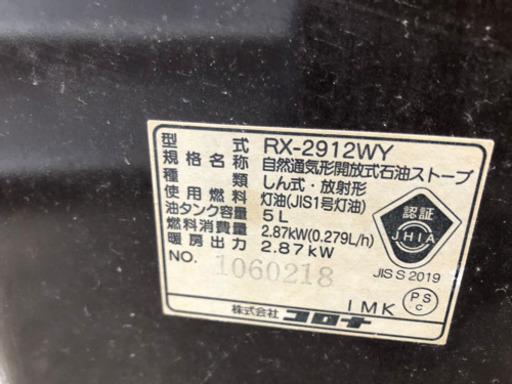 型式 RX-2912WY
規格名称 自然通気形開放式石油ストーブ
種類 しん式・放射形
使用燃料 灯油(JIS1号灯油)
油タンク容量 5L
燃料消費量 2.87kW(0.279L/h)
暖房出力 2.87kW
NO. 1060218
認証
JHIA
JIS S 2019
IMK
PS
C
株式会社 コロナ